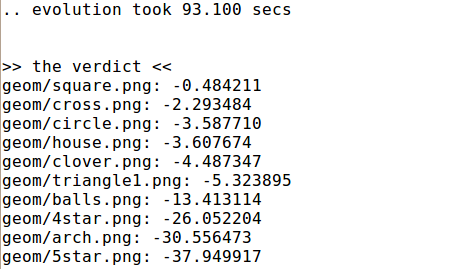 .. evolution took 93.100 secs
>> the verdict <<
geom/square.png: -0.484211
geom/cross.png: -2.293484
geom/circle.png: -3.587710
geom/house.png: -3.607674
geom/clover.png: -4.487347
geom/triangle1.png: -5.323895
geom/balls.png: -13.413114
geom/4star.png: -26.052204
geom/arch.png: -30.556473
geom/5star.png: -37.949917